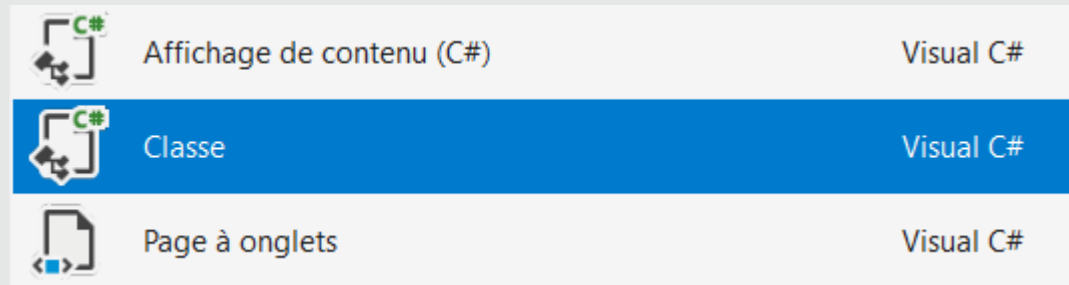 C#
Affichage de contenu (C#) Visual C#
C#
Classe Visual C#
Page à onglets Visual C#